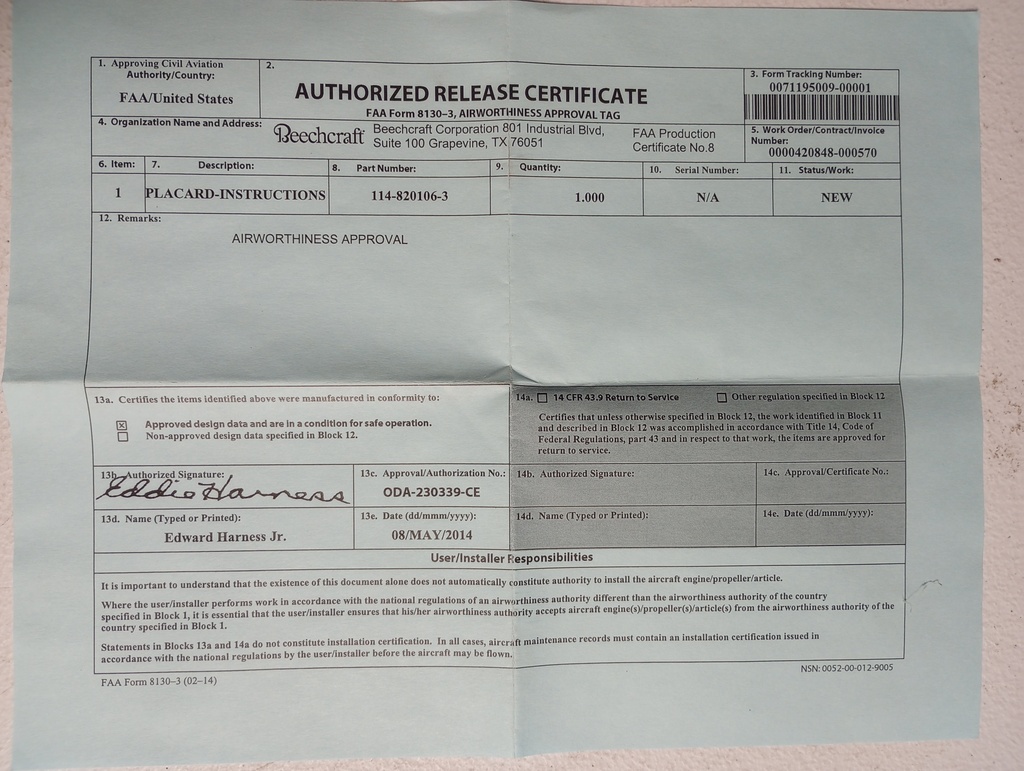 1. Approving Civil Aviation
Authority/Country:
FAA/United States
2.
AUTHORIZED RELEASE CERTIFICATE
FAA Form 8130–3, AIRWORTHINESS APPROVAL TAG
3. Form Tracking Number:
0071195009-00001
4. Organization Name and Address:
Beechcraft
Beechcraft Corporation 801 Industrial Blvd,
Suite 100 Grapevine, TX 76051
FAA Production
Certificate No.8
5. Work Order/Contract/Invoice
Number:
0000420848-000570
6. Item: 7. Description: 8. Part Number: 9. Quantity: 10. Serial Number: 11. Status/Work:
1 PLACARD-INSTRUCTIONS 114-820106-3 1.000 N/A NEW
12. Remarks:
AIRWORTHINESS APPROVAL
13a. Certifies the items identified above were manufactured in conformity to:
Approved design data and are in a condition for safe operation.
Non-approved design data specified in Block 12.
14a. 14 CFR 43.9 Return to Service Other regulation specified in Block 12
Certifies that unless otherwise specified in Block 12, the work identified in Block 11
and described in Block 12 was accomplished in accordance with Title 14, Code of
Federal Regulations, part 43 and in respect to that work, the items are approved for
return to service.
13b. Authorized Signature:
Eddie Harness
13c. Approval/Authorization No.:
ODA-230339-CE
14b. Authorized Signature:
14c. Approval/Certificate No.:
13d. Name (Typed or Printed):
Edward Harness Jr.
13e. Date (dd/mmm/yyyy):
08/MAY/2014
14d. Name (Typed or Printed):
14e. Date (dd/mmm/yyyy):
User/Installer Responsibilities
It is important to understand that the existence of this document alone does not automatically constitute authority to install the aircraft engine/propeller/article.
Where the user/installer performs work in accordance with the national regulations of an airworthiness authority different than the airworthiness authority of the country
specified in Block 1, it is essential that the user/installer ensures that his/her airworthiness authority accepts aircraft engine(s)/propeller(s)/article(s) from the airworthiness authority of the
country specified in Block 1.
Statements in Blocks 13a and 14a do not constitute installation certification. In all cases, aircraft maintenance records must contain an installation certification issued in
accordance with the national regulations by the user/installer before the aircraft may be flown.
FAA Form 8130–3 (02-14)
NSN: 0052-00-012-9005